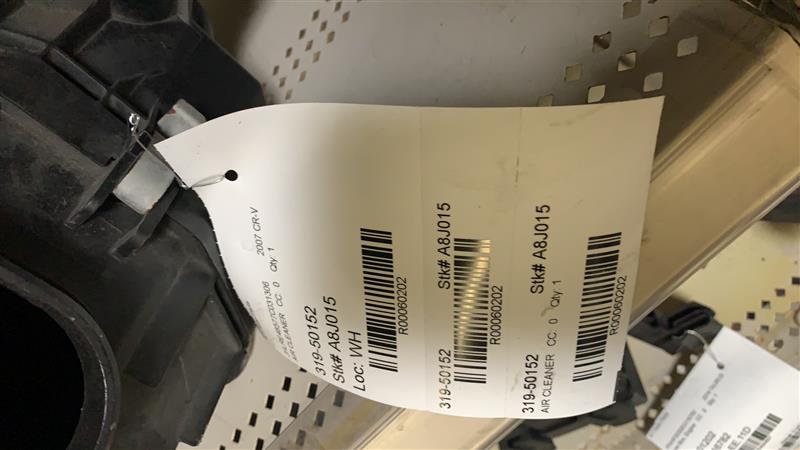 2007 CR-V
AIR CLEANER CC: 0 Qty: 1
319-50152
Stk# A8J015
Loc: WH
R00060202
319-50152 Stk# A8J015
R00060202
319-50152 Stk# A8J015
AIR CLEANER CC: 0 Qty: 1
R00060202